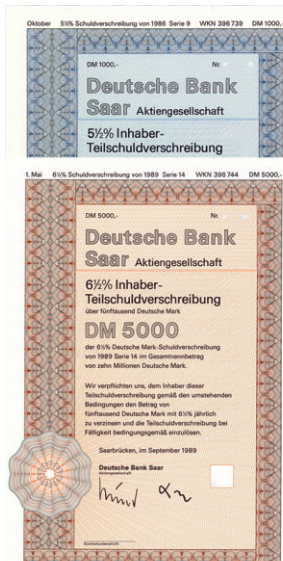 Oktober 5½% Schuldverschreibung von 1986 Serie 9 WKN 396 739 DM 1000,-
DM 1000,- Nr.
Deutsche Bank
Saar Aktiengesellschaft
5½% Inhaber-
Teilschuldverschreibung
1. Mai 6½% Schuldverschreibung von 1989 Serie 14 WKN 396 744 DM 5000,-
DM 5000,- Nr.
Deutsche Bank
Saar Aktiengesellschaft
6½% Inhaber-
Teilschuldverschreibung
über fünftausend Deutsche Mark
DM 5000
der 6½% Deutsche Mark-Schuldverschreibung
von 1989 Serie 14 im Gesamtnennbetrag
von zehn Millionen Deutsche Mark.
Wir verpflichten uns, dem Inhaber dieser
Teilschuldverschreibung gemäß den umstehenden
Bedingungen den Betrag von
fünftausend Deutsche Mark mit 6½% jährlich
zu verzinsen und die Teilschuldverschreibung bei
Fälligkeit bedingungsgemäß einzulösen.
Saarbrücken, im September 1989
Deutsche Bank Saar
Aktiengesellschaft
Kontrollunterschrift